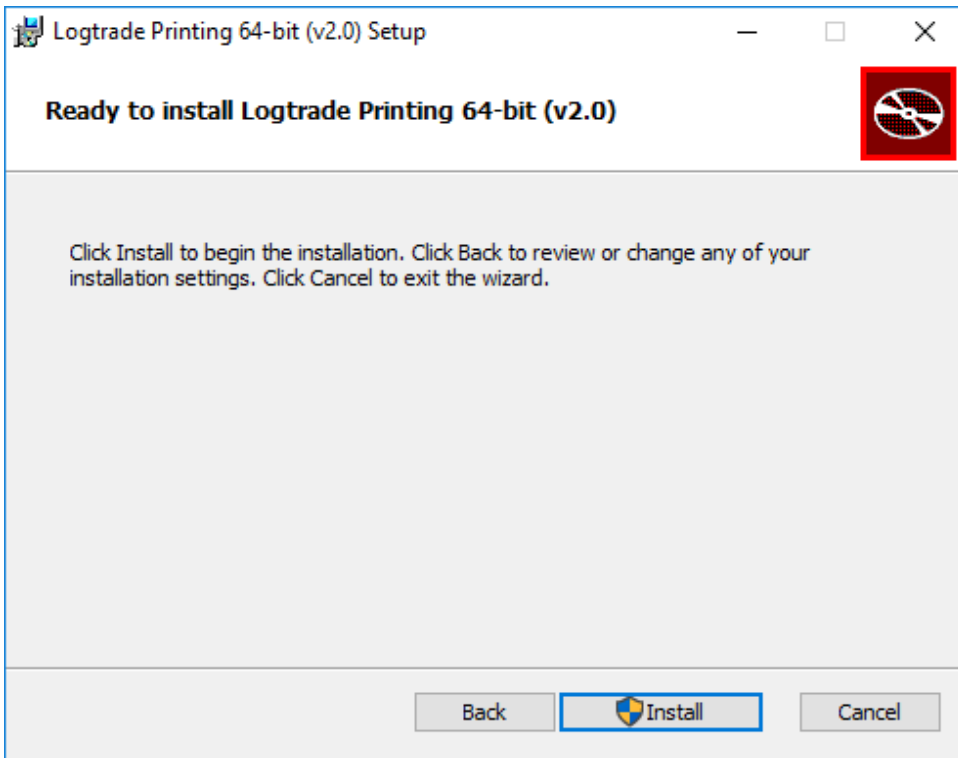 Logtrade Printing 64-bit (v2.0) Setup
Ready to install Logtrade Printing 64-bit (v2.0)
Click Install to begin the installation. Click Back to review or change any of your
installation settings. Click Cancel to exit the wizard.
Back
Install
Cancel